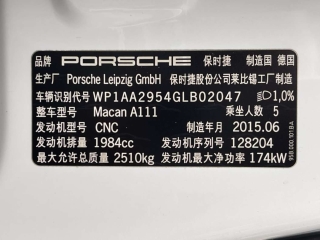 品牌 PORSCHE 保时捷 制造国 德国
生产厂 Porsche Leipzig GmbH 保时捷股份公司莱比锡工厂制造
车辆识别代号 WP1AA2954GLB02047 1,0%
整车型号 Macan A111 乘坐人数 5
发动机型号 CNC 制造年月 2015.06
发动机排量 1984cc 发动机序列号 128204
最大允许总质量 2510kg 发动机最大净功率 174kW
95B.000.101.BA